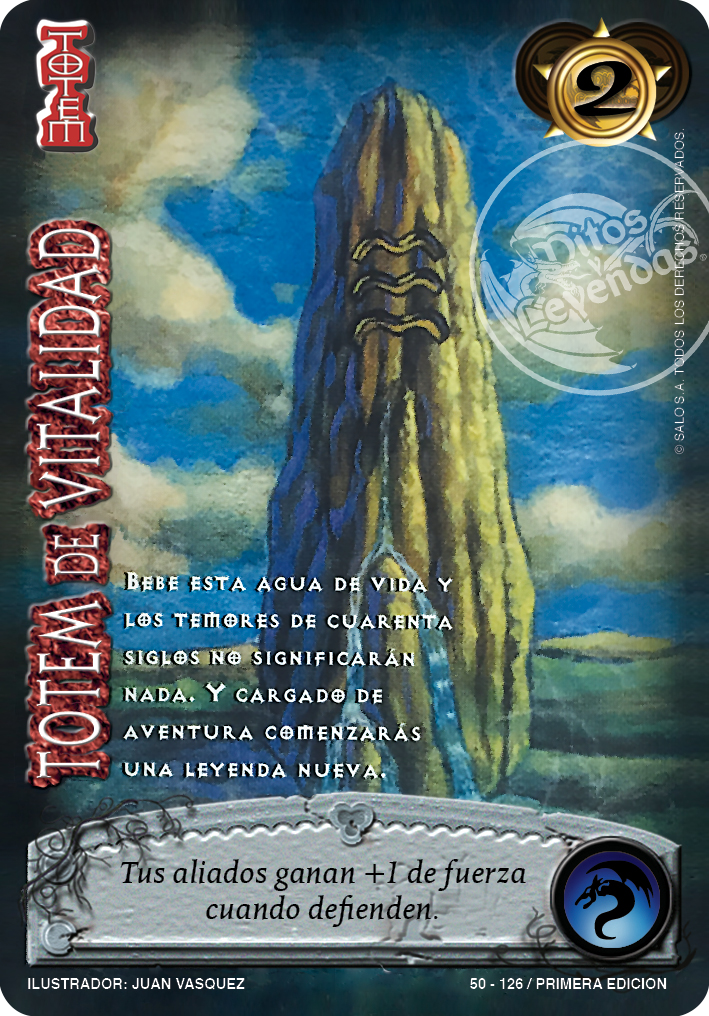 TOTEM
2
© SALO S.A. TODOS LOS DERECHOS RESERVADOS.
Mitos
y
Leyendas®
TOTEM DE VITALIDAD
Bebe esta agua de vida y
los temores de cuarenta
siglos no significarán
nada. Y cargado de
aventura comenzarás
una leyenda nueva.
Tus aliados ganan +1 de fuerza
cuando defienden.
ILUSTRADOR: JUAN VASQUEZ
50 - 126 / PRIMERA EDICION